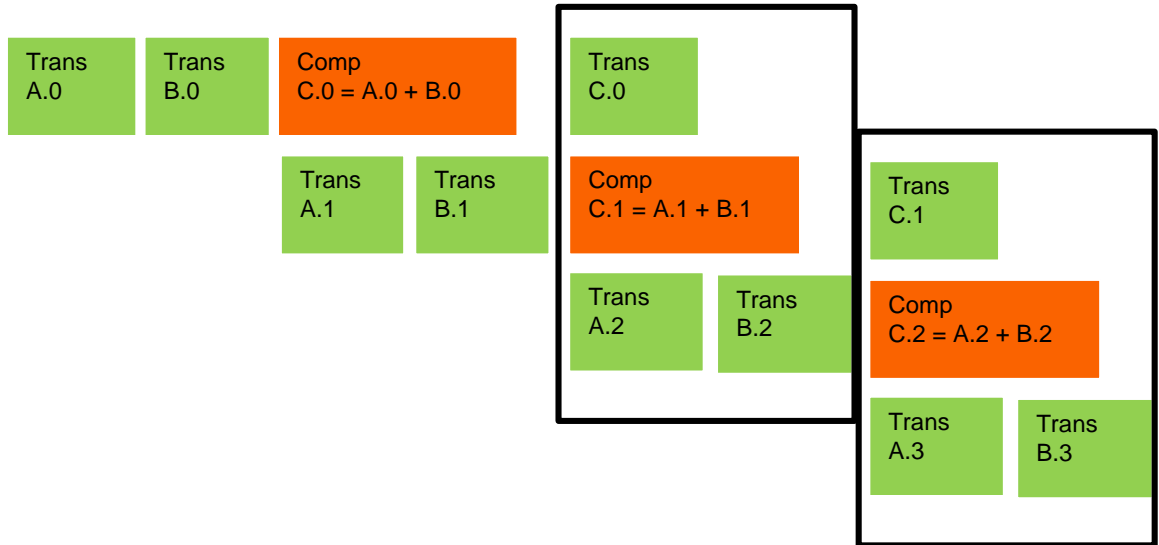 Trans
A.0
Trans
B.0
Comp
C.0 = A.0 + B.0
Trans
C.0
Trans
A.1
Trans
B.1
Comp
C.1 = A.1 + B.1
Trans
C.1
Trans
A.2
Trans
B.2
Comp
C.2 = A.2 + B.2
Trans
A.3
Trans
B.3